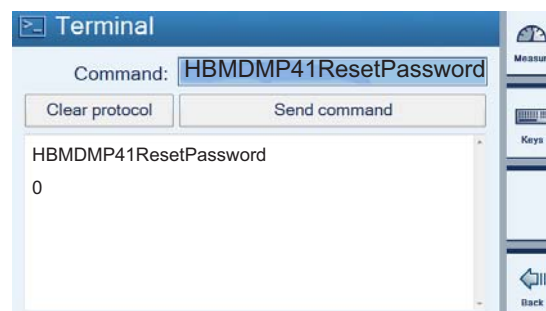 Terminal
Command: HBMDMP41ResetPassword
Clear protocol Send command
HBMDMP41ResetPassword
0
Measur
Keys
Back